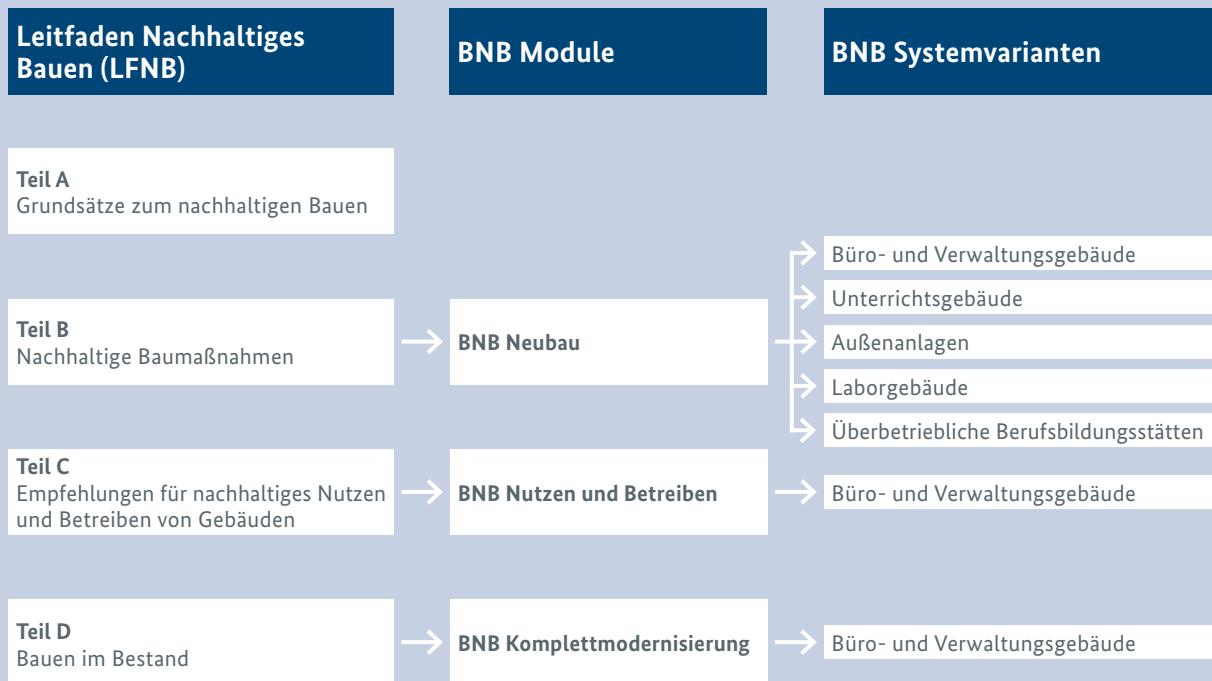 Leitfaden Nachhaltiges
Bauen (LFNB)
BNB Module
BNB Systemvarianten
Teil A
Grundsätze zum nachhaltigen Bauen
Teil B
Nachhaltige Baumaßnahmen
BNB Neubau
Büro- und Verwaltungsgebäude
Unterrichtsgebäude
Außenanlagen
Laborgebäude
Überbetriebliche Berufsbildungsstätten
Teil C
Empfehlungen für nachhaltiges Nutzen
und Betreiben von Gebäuden
BNB Nutzen und Betreiben
Büro- und Verwaltungsgebäude
Teil D
Bauen im Bestand
BNB Komplettmodernisierung
Büro- und Verwaltungsgebäude